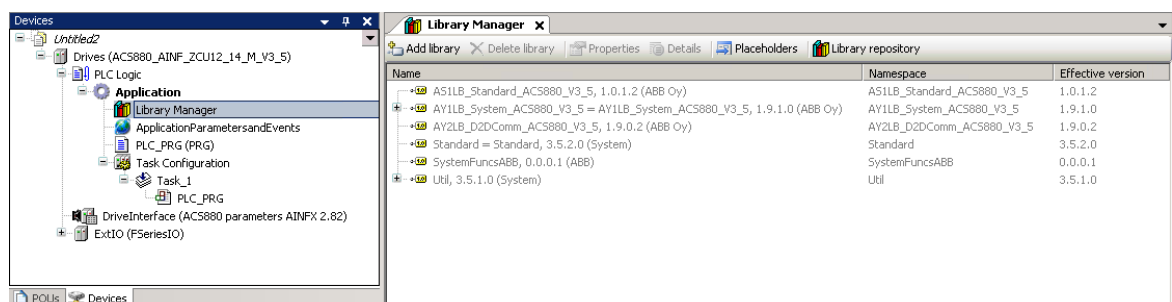 Devices
Untitled2
Drives (ACS880_AINF_ZCU12_14_M_V3_5)
PLC Logic
Application
Library Manager
ApplicationParametersandEvents
PLC_PRG (PRG)
Task Configuration
Task_1
PLC_PRG
DriveInterface (ACS880 parameters AINFX 2.82)
ExtIO (FSeriesIO)
POUs Devices
Library Manager
Add library Delete library Properties Details Placeholders Library repository
Name Namespace Effective version
AS1LB_Standard_ACS880_V3_5, 1.0.1.2 (ABB Oy) AS1LB_Standard_ACS880_V3_5 1.0.1.2
AY1LB_System_ACS880_V3_5 = AY1LB_System_ACS880_V3_5, 1.9.1.0 (ABB Oy) AY1LB_System_ACS880_V3_5 1.9.1.0
AY2LB_D2DComm_ACS880_V3_5, 1.9.0.2 (ABB Oy) AY2LB_D2DComm_ACS880_V3_5 1.9.0.2
Standard = Standard, 3.5.2.0 (System) Standard 3.5.2.0
SystemFuncsABB, 0.0.0.1 (ABB) SystemFuncsABB 0.0.0.1
Util, 3.5.1.0 (System) Util 3.5.1.0